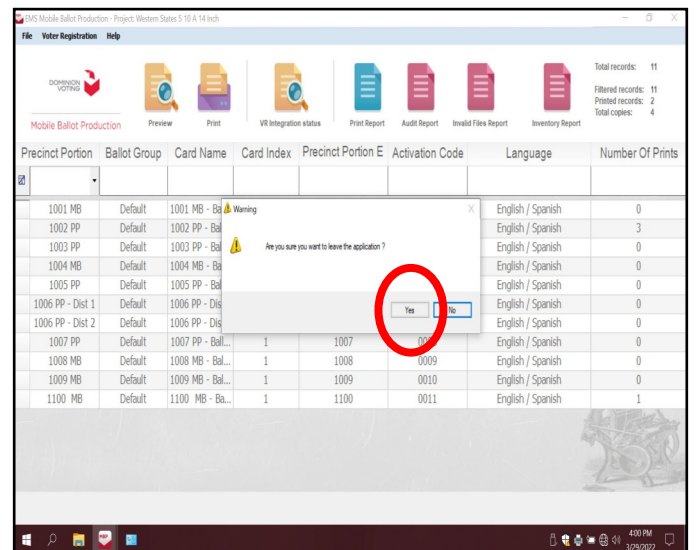 EMS Mobile Ballot Production - Project: Western States 5 10 A 14 Inch
File Voter Registration Help
DOMINION VOTING
Mobile Ballot Production
Preview Print VR Integration status Print Report Audit Report Invalid Files Report Inventory Report
Total records: 11
Filtered records: 11
Printed records: 2
Total copies: 4
Precinct Portion Ballot Group Card Name Card Index Precinct Portion E Activation Code Language Number Of Prints
1001 MB Default 1001 MB - Ba English / Spanish 0
1002 PP Default 1002 PP - Bal English / Spanish 3
1003 PP Default 1003 PP - Bal English / Spanish 0
1004 MB Default 1004 MB - Ba English / Spanish 0
1005 PP Default 1005 PP - Bal English / Spanish 0
1006 PP - Dist 1 Default 1006 PP - Dis English / Spanish 0
1006 PP - Dist 2 Default 1006 PP - Dis English / Spanish 0
1007 PP Default 1007 PP - Ball... 1 1007 English / Spanish 0
1008 MB Default 1008 MB - Bal... 1 1008 0009 English / Spanish 0
1009 MB Default 1009 MB - Bal... 1 1009 0010 English / Spanish 0
1100 MB Default 1100 MB - Ba... 1 1100 0011 English / Spanish 1
Warning
Are you sure you want to leave the application ?
Yes No
4:00 PM
3/29/2022